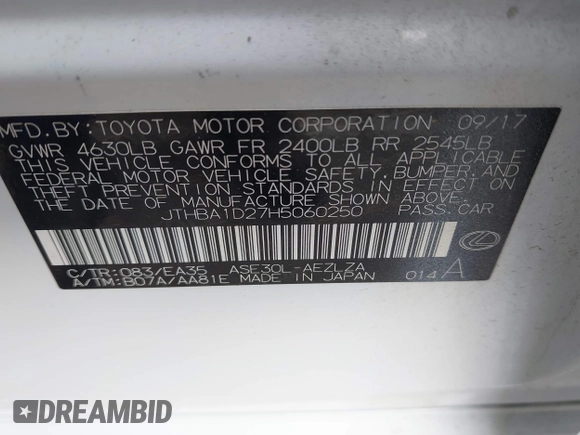 MFD.BY:TOYOTA MOTOR CORPORATION 09/17
GVWR 4630LB GAWR FR 2400LB RR 2545LB
THIS VEHICLE CONFORMS TO ALL APPLICABLE
FEDERAL MOTOR VEHICLE SAFETY,BUMPER,AND
THEFT PREVENTION STANDARDS IN EFFECT ON
THE DATE OF MANUFACTURE SHOWN ABOVE.
JTHBA1D27H5060250 PASS.CAR
C/TR:083/EA35 ASE30L-AEZLZA
A/TM:B07A/AA81E MADE IN JAPAN 014 A
DREAMBID